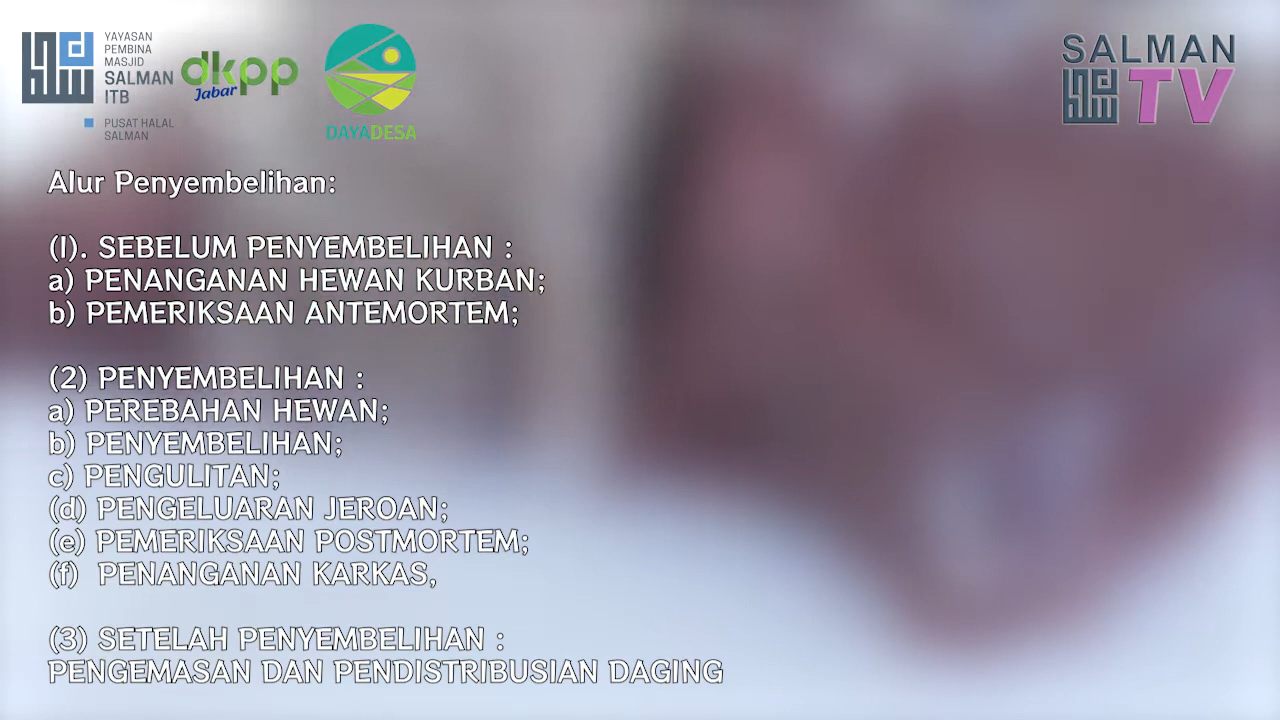 YAYASAN
PEMBINA
MASJID
SALMAN
ITB
PUSAT HALAL
SALMAN
dkpp
Jabar
DAYADESA
SALMAN
TV
Alur Penyembelihan:
(I). SEBELUM PENYEMBELIHAN :
a) PENANGANAN HEWAN KURBAN;
b) PEMERIKSAAN ANTEMORTEM;
(2) PENYEMBELIHAN :
a) PEREBAHAN HEWAN;
b) PENYEMBELIHAN;
c) PENGULITAN;
(d) PENGELUARAN JEROAN;
(e) PEMERIKSAAN POSTMORTEM;
(f)  PENANGANAN KARKAS,
(3) SETELAH PENYEMBELIHAN :
PENGEMASAN DAN PENDISTRIBUSIAN DAGING